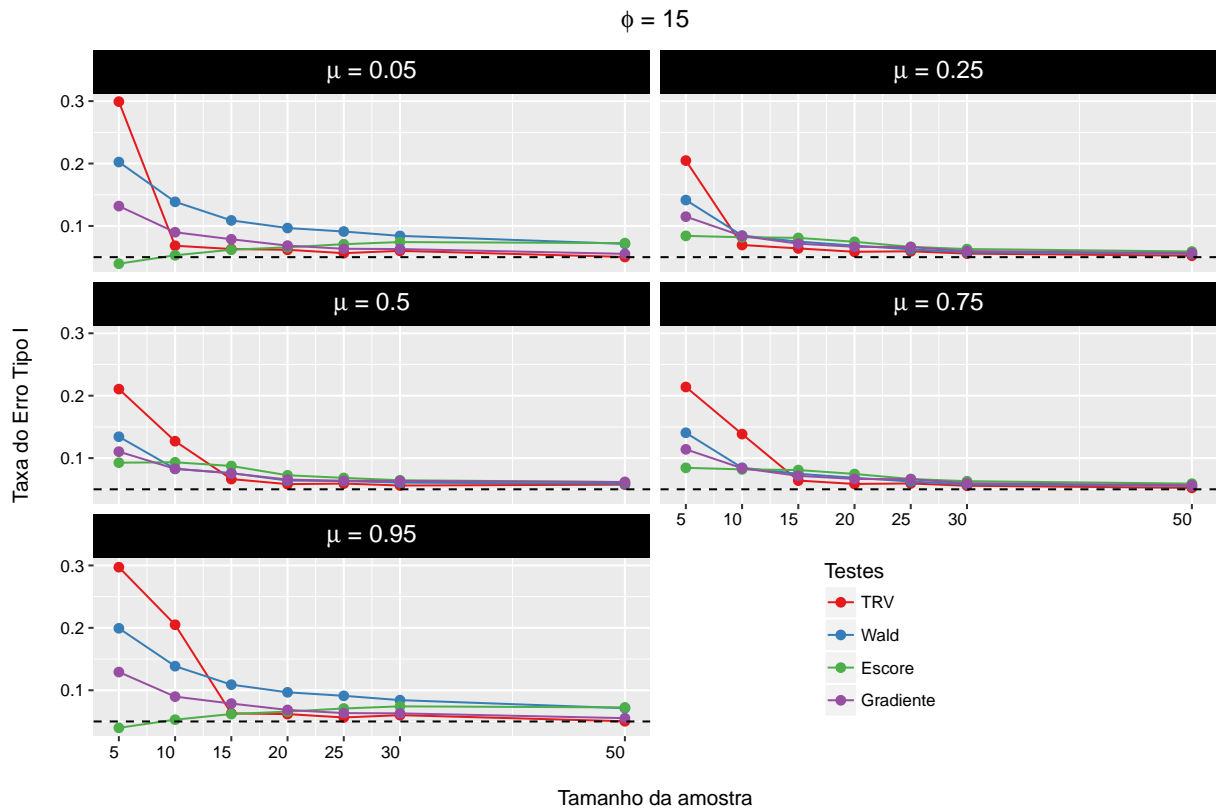 ϕ = 15
μ = 0.05
μ = 0.25
0.3
0.2
0.1
μ = 0.5
μ = 0.75
0.3
0.2
0.1
5 10 15 20 25 30 50
μ = 0.95
0.3
0.2
0.1
5 10 15 20 25 30 50
Taxa do Erro Tipo I
Tamanho da amostra
Testes
TRV
Wald
Escore
Gradiente